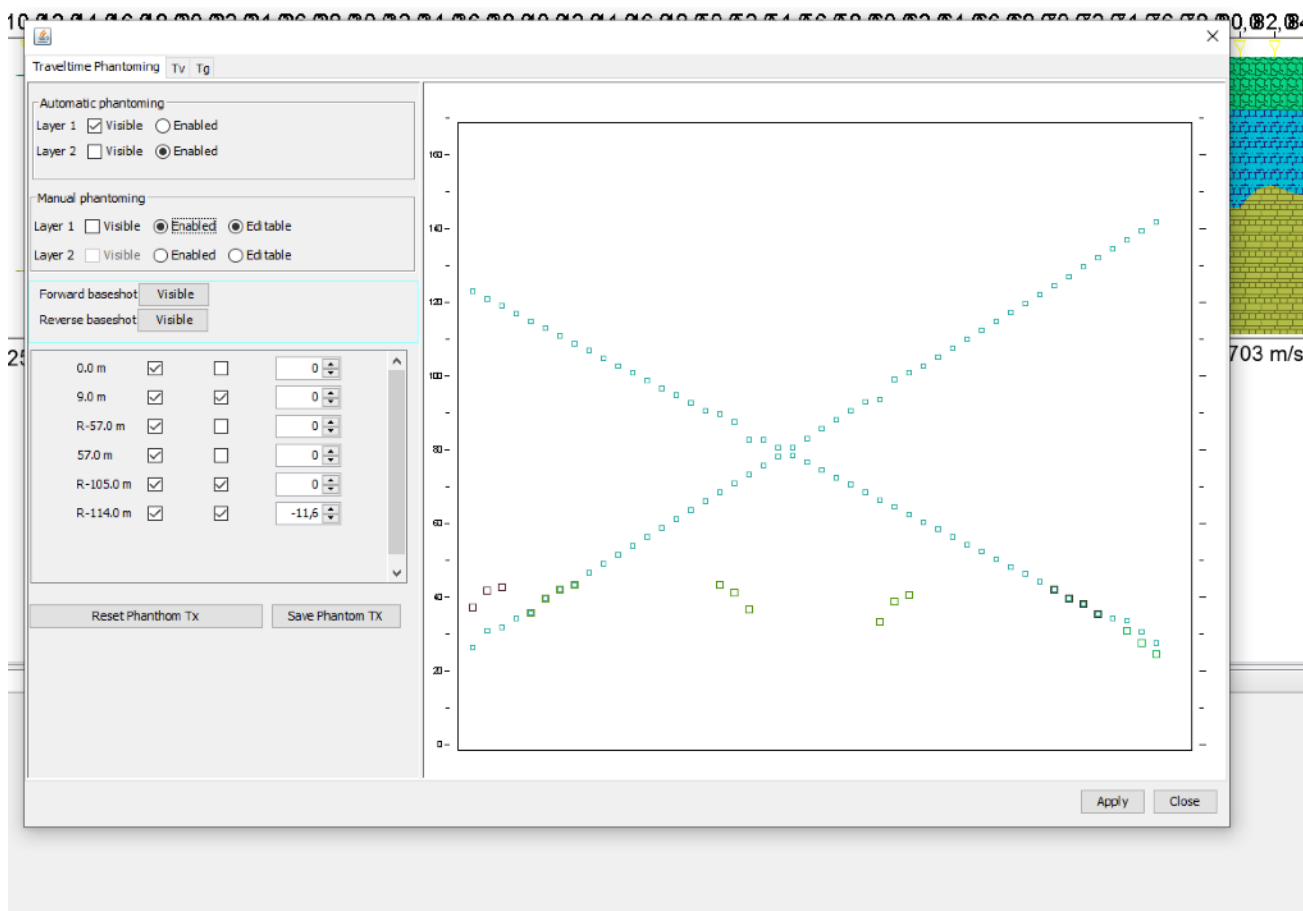 Traveltime Phantoming Tv Tg
Automatic phantoming
Layer 1 Visible Enabled
Layer 2 Visible Enabled
Manual phantoming
Layer 1 Visible Enabled Editable
Layer 2 Visible Enabled Editable
Forward baseshot Visible
Reverse baseshot Visible
0.0 m 0
9.0 m 0
R-57.0 m 0
57.0 m 0
R-105.0 m 0
R-114.0 m -11,6
Reset Phanthom Tx Save Phantom TX
160
140
120
100
80
60
40
20
0
25
703 m/s
Apply Close